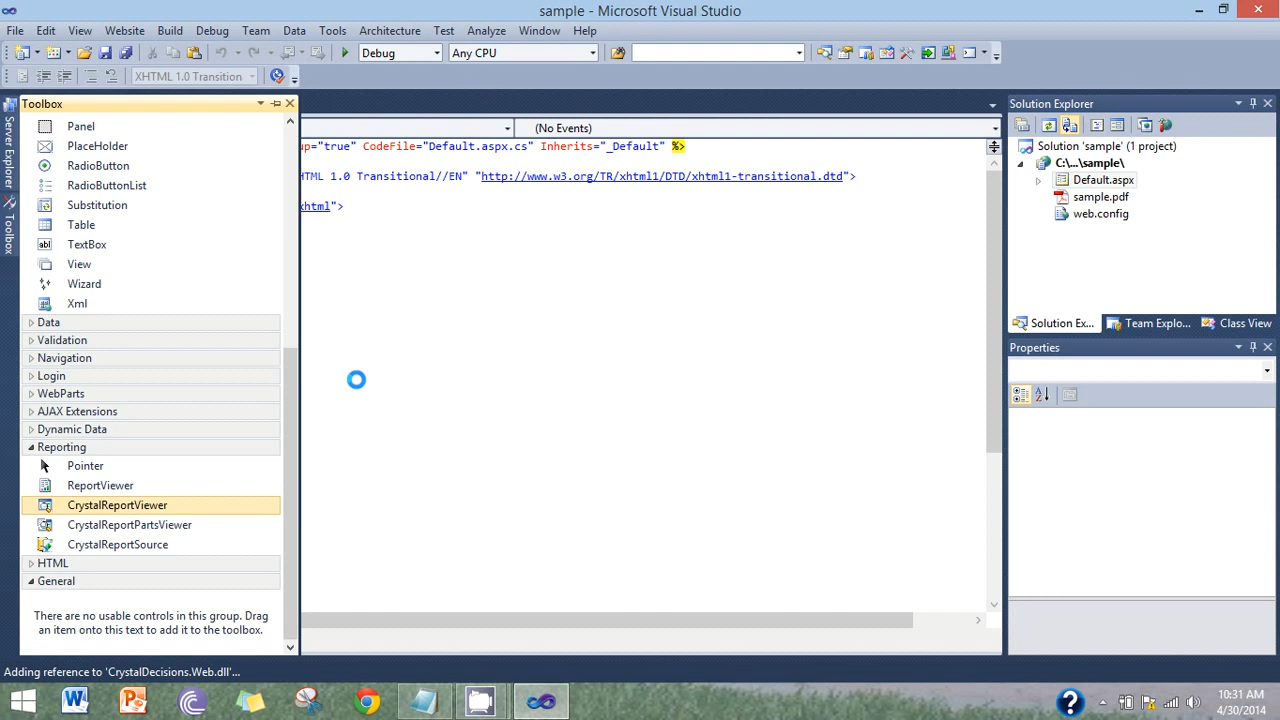 sample - Microsoft Visual Studio
File Edit View Website Build Debug Team Data Tools Architecture Test Analyze Window Help
Debug Any CPU
XHTML 1.0 Transition
Server Explorer
Toolbox
Toolbox
Panel
PlaceHolder
RadioButton
RadioButtonList
Substitution
Table
TextBox
View
Wizard
Xml
Data
Validation
Navigation
Login
WebParts
AJAX Extensions
Dynamic Data
Reporting
Pointer
ReportViewer
CrystalReportViewer
CrystalReportPartsViewer
CrystalReportSource
HTML
General
There are no usable controls in this group. Drag
an item onto this text to add it to the toolbox.
(No Events)
up="true" CodeFile="Default.aspx.cs" Inherits="_Default" %>
HTML 1.0 Transitional//EN" "http://www.w3.org/TR/xhtml1/DTD/xhtml1-transitional.dtd">
xhtml">
Solution Explorer
Solution 'sample' (1 project)
C:\...\sample\
Default.aspx
sample.pdf
web.config
Solution Ex... Team Explo... Class View
Properties
Adding reference to 'CrystalDecisions.Web.dll'...
10:31 AM
4/30/2014